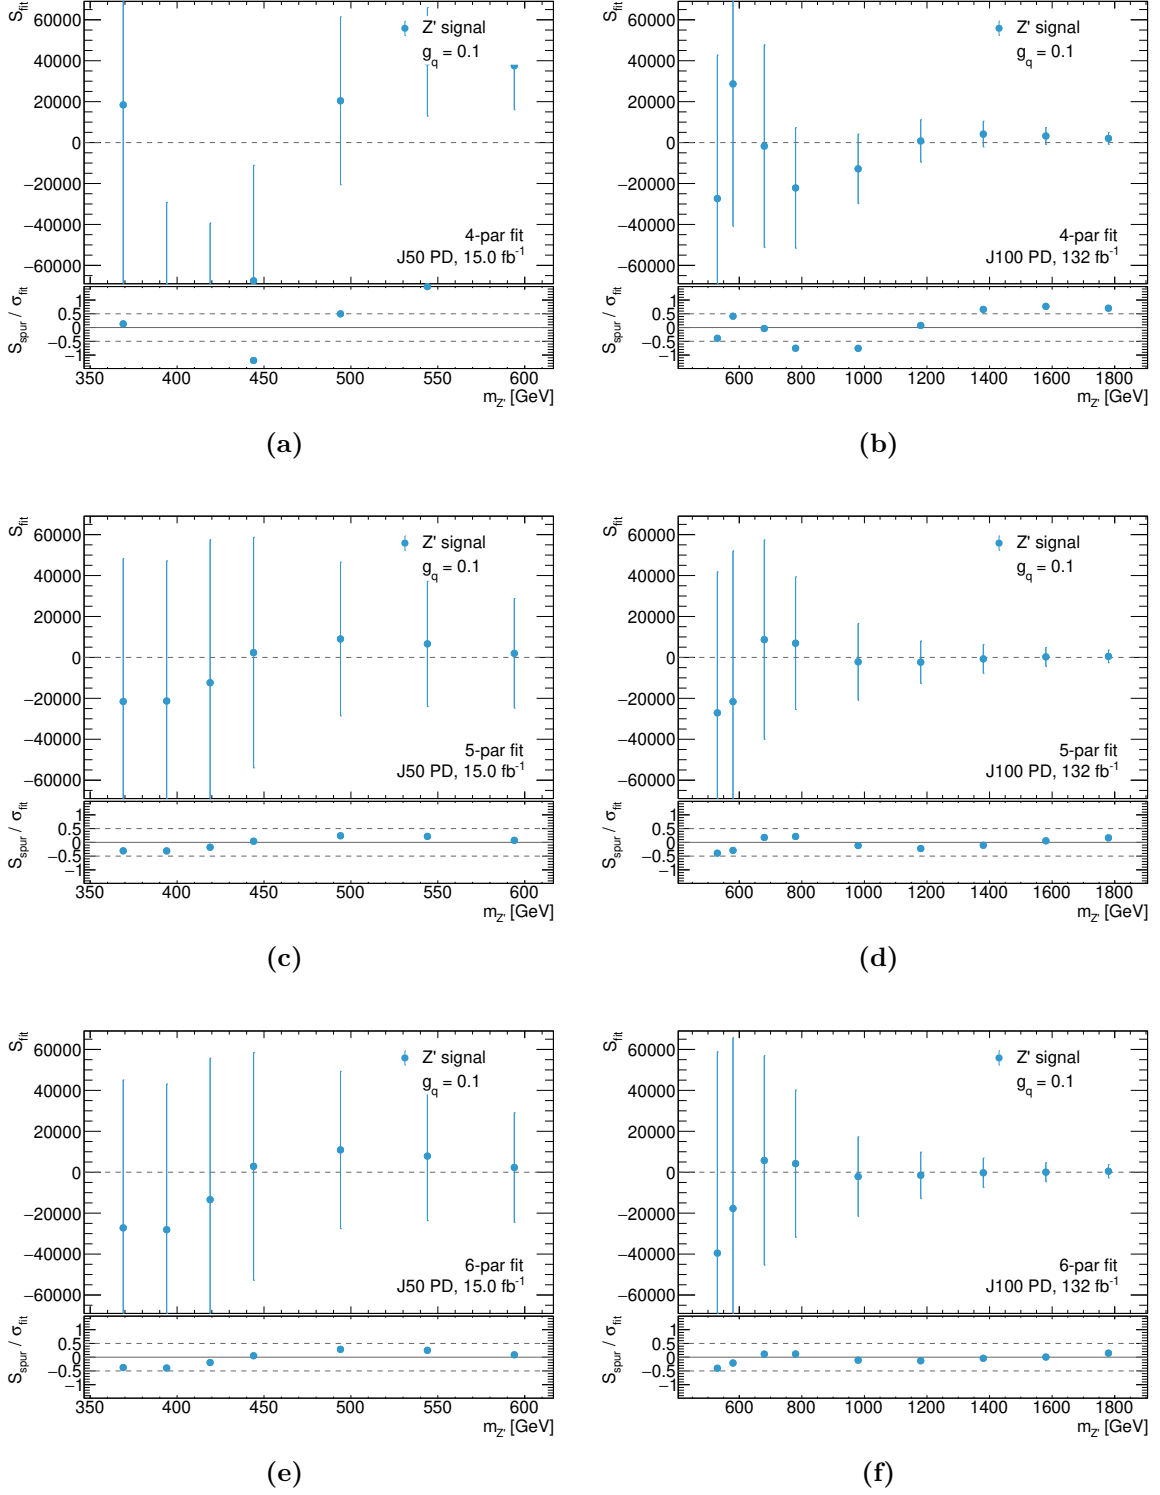 S_fit
60000
40000
20000
0
−20000
−40000
−60000
Z' signal
g_q = 0.1
4-par fit
J50 PD, 15.0 fb^-1
S_spur / σ_fit
1
0.5
0
−0.5
−1
350 400 450 500 550 600
m_Z' [GeV]
(a)
S_fit
60000
40000
20000
0
−20000
−40000
−60000
Z' signal
g_q = 0.1
4-par fit
J100 PD, 132 fb^-1
S_spur / σ_fit
1
0.5
0
−0.5
−1
600 800 1000 1200 1400 1600 1800
m_Z' [GeV]
(b)
S_fit
60000
40000
20000
0
−20000
−40000
−60000
Z' signal
g_q = 0.1
5-par fit
J50 PD, 15.0 fb^-1
S_spur / σ_fit
1
0.5
0
−0.5
−1
350 400 450 500 550 600
m_Z' [GeV]
(c)
S_fit
60000
40000
20000
0
−20000
−40000
−60000
Z' signal
g_q = 0.1
5-par fit
J100 PD, 132 fb^-1
S_spur / σ_fit
1
0.5
0
−0.5
−1
600 800 1000 1200 1400 1600 1800
m_Z' [GeV]
(d)
S_fit
60000
40000
20000
0
−20000
−40000
−60000
Z' signal
g_q = 0.1
6-par fit
J50 PD, 15.0 fb^-1
S_spur / σ_fit
1
0.5
0
−0.5
−1
350 400 450 500 550 600
m_Z' [GeV]
(e)
S_fit
60000
40000
20000
0
−20000
−40000
−60000
Z' signal
g_q = 0.1
6-par fit
J100 PD, 132 fb^-1
S_spur / σ_fit
1
0.5
0
−0.5
−1
600 800 1000 1200 1400 1600 1800
m_Z' [GeV]
(f)